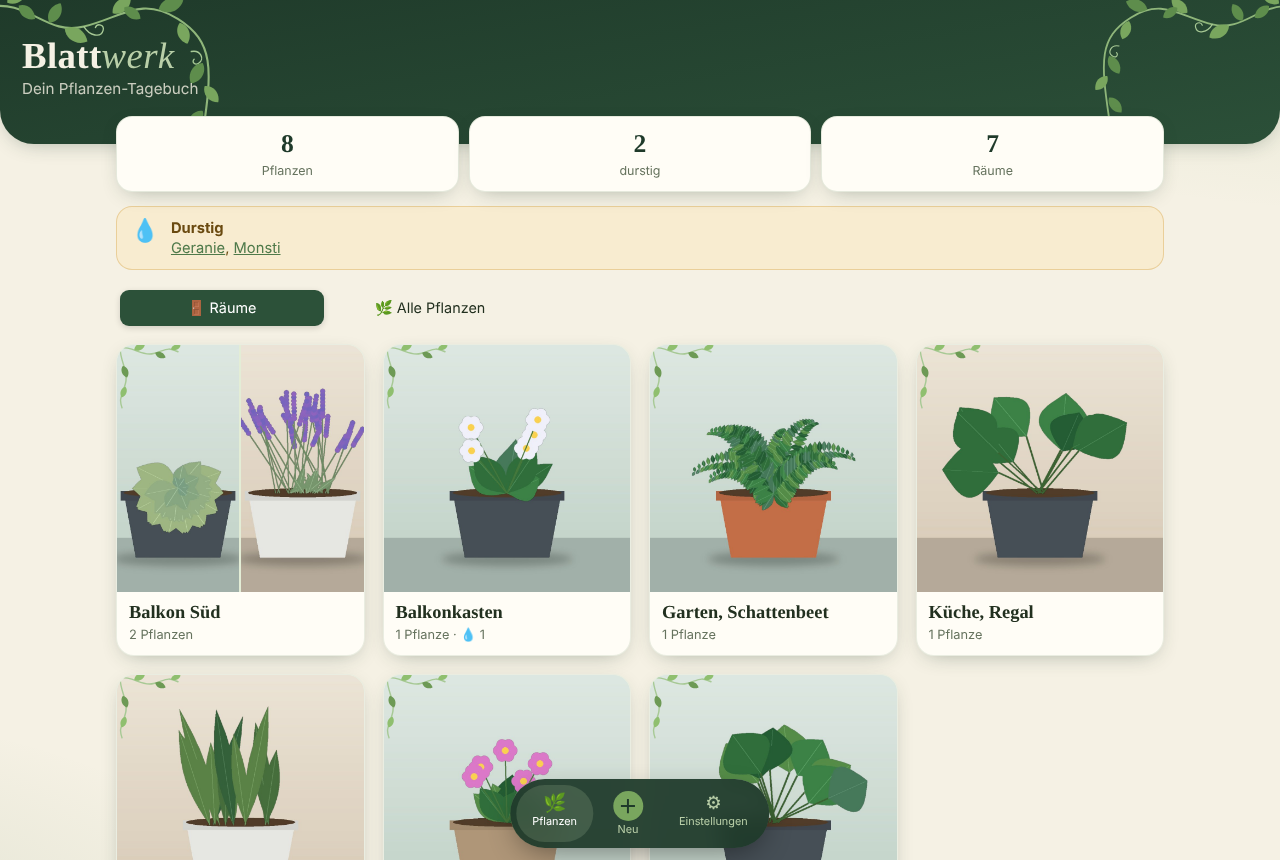 Blattwerk
Dein Pflanzen-Tagebuch
8
Pflanzen
2
durstig
7
Räume
Durstig
Geranie, Monsti
Räume
Alle Pflanzen
Balkon Süd
2 Pflanzen
Balkonkasten
1 Pflanze · 💧 1
Garten, Schattenbeet
1 Pflanze
Küche, Regal
1 Pflanze
Pflanzen
Neu
Einstellungen